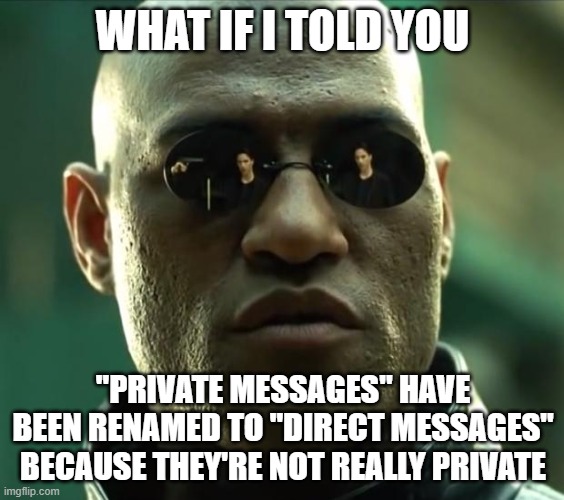 WHAT IF I TOLD YOU
"PRIVATE MESSAGES" HAVE
BEEN RENAMED TO "DIRECT MESSAGES"
BECAUSE THEY'RE NOT REALLY PRIVATE
imgflip.com